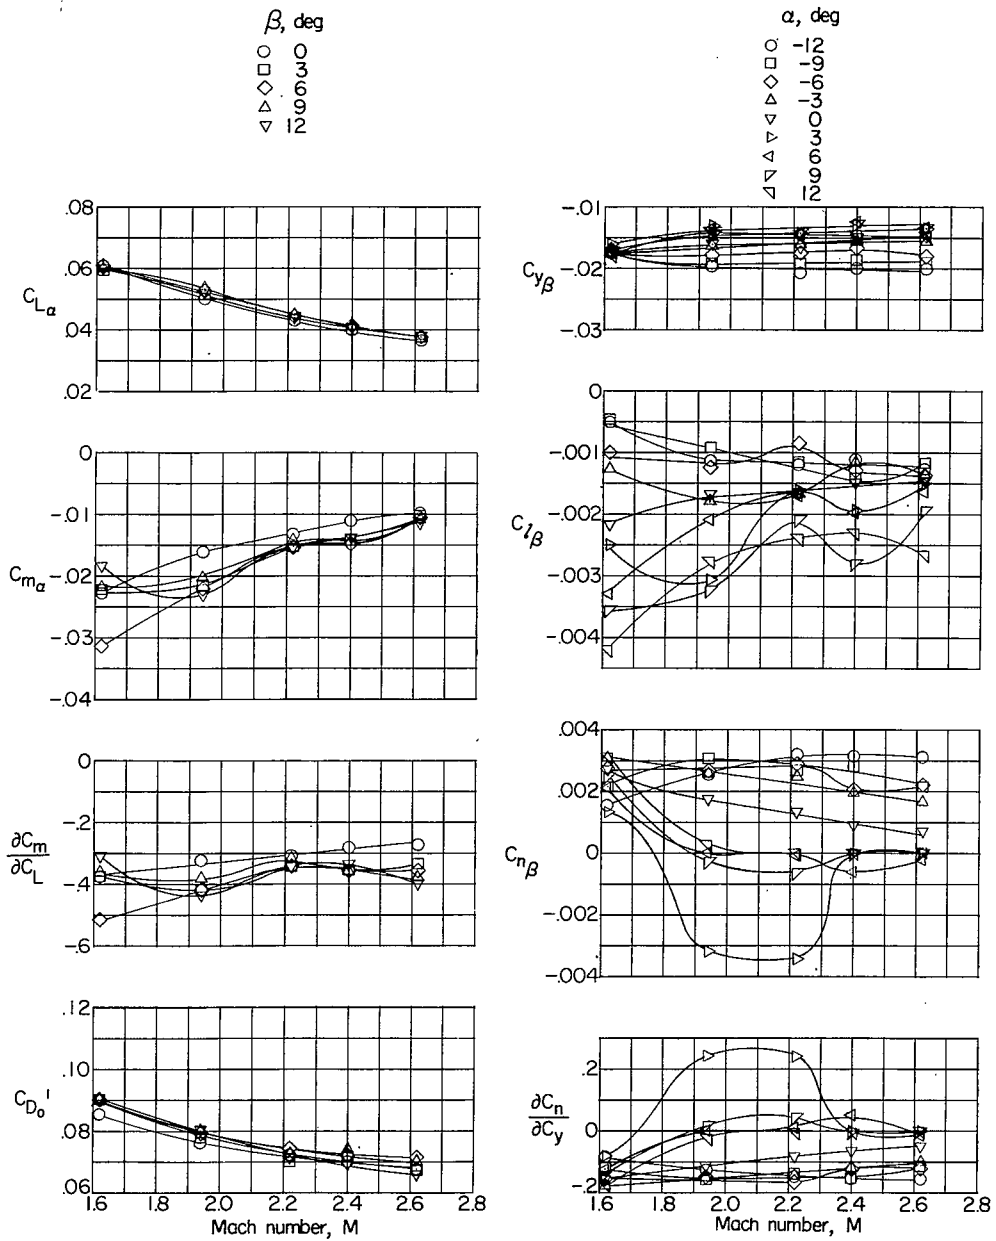 β, deg
0
3
6
9
12
α, deg
-12
-9
-6
-3
0
3
6
9
12
.08
.06
.04
.02
C_Lα
0
-.01
-.02
-.03
-.04
C_mα
0
-.2
-.4
-.6
∂C_m
∂C_L
.12
.10
.08
.06
C_Do'
1.6 1.8 2.0 2.2 2.4 2.6 2.8
Mach number, M
-.01
-.02
-.03
C_yβ
0
-.001
-.002
-.003
-.004
C_lβ
.004
.002
0
-.002
-.004
C_nβ
.2
0
-.2
∂C_n
∂C_y
1.6 1.8 2.0 2.2 2.4 2.6 2.8
Mach number, M